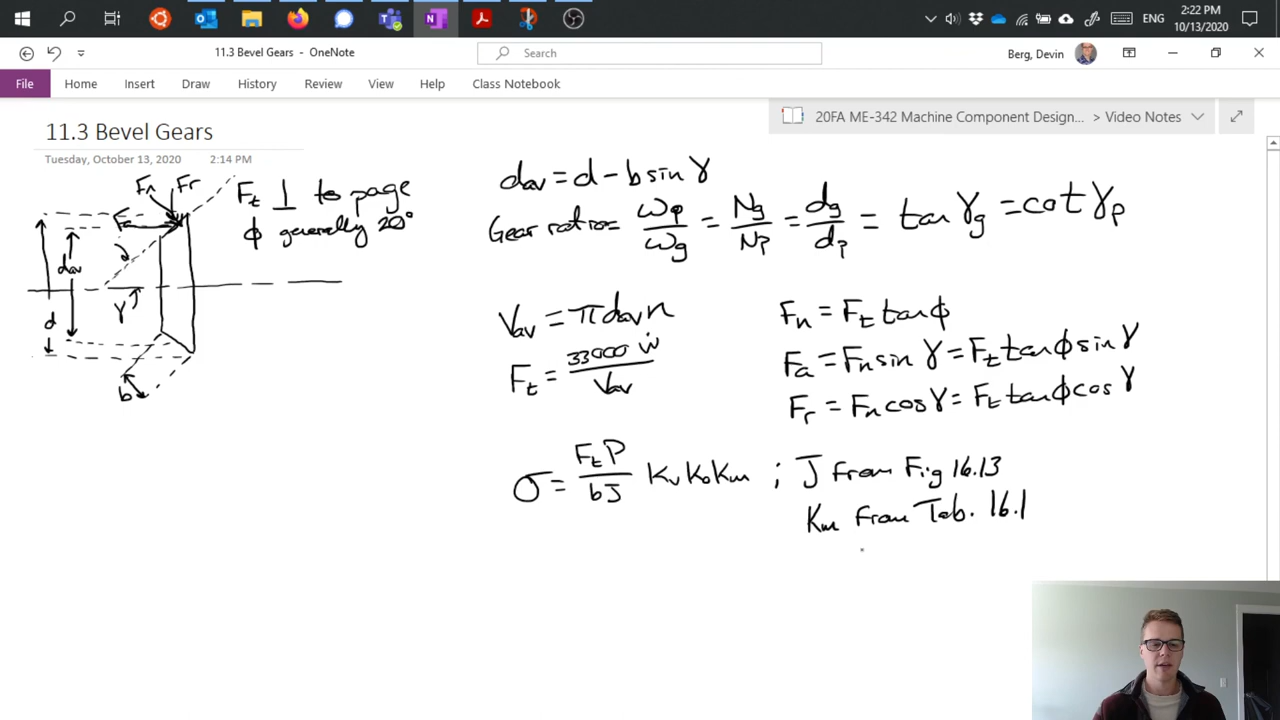 2:22 PM
ENG
10/13/2020
11.3 Bevel Gears - OneNote
Search
Berg, Devin
File Home Insert Draw History Review View Help Class Notebook
20FA ME-342 Machine Component Design... > Video Notes
11.3 Bevel Gears
Tuesday, October 13, 2020 2:14 PM
Fn Fr
Fa
Ft ⊥ to page
ϕ generally 20°
dav
d
γ
b
dav = d - b sin γ
Gear ratio = ωp/ωg = Ng/Np = dg/dp = tan γg = cot γp
Vav = π dav n
Ft = 33000 Ẇ / Vav
Fn = Ft tan ϕ
Fa = Fn sin γ = Ft tan ϕ sin γ
Fr = Fn cos γ = Ft tan ϕ cos γ
σ = FtP/bJ Kv Ko Km ; J from Fig 16.13
Km from Tab. 16.1